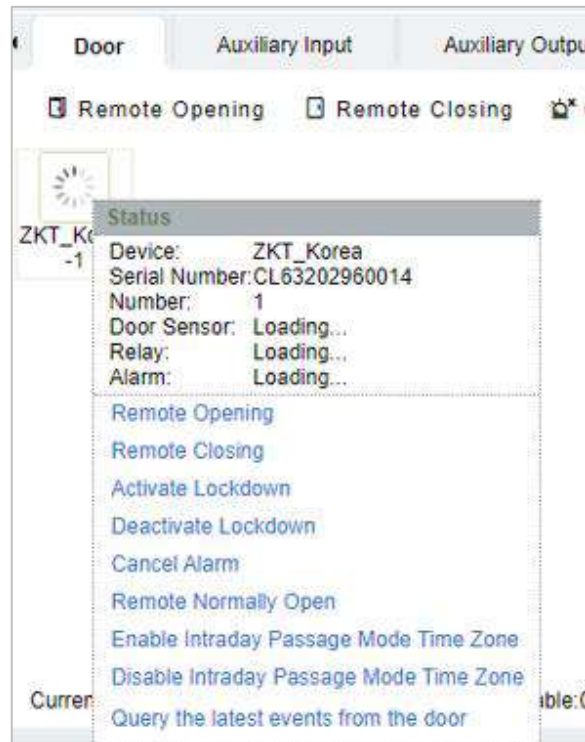 Door Auxiliary Input Auxiliary
Remote Opening Remote Closing
Status
-1
Device: ZKT_Korea
Serial Number:CL63202960014
Number: 1
Door Sensor: Loading...
Relay: Loading...
Alarm: Loading...
Remote Opening
Remote Closing
Activate Lockdown
Deactivate Lockdown
Cancel Alarm
Remote Normally Open
Enable Intraday Passage Mode Time Zone
Disable Intraday Passage Mode Time Zone
Query the latest events from the door